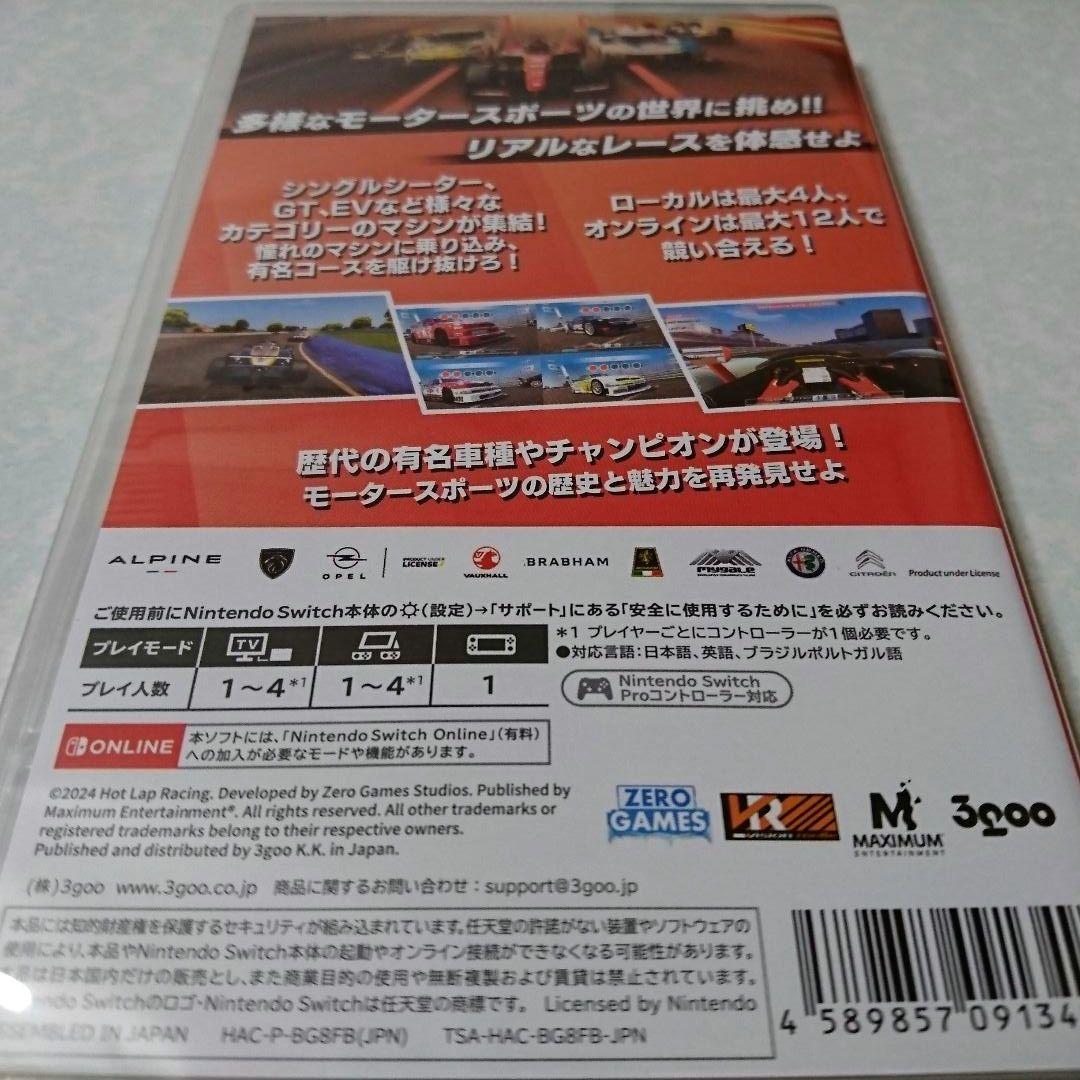 多様なモータースポーツの世界に挑め!!
リアルなレースを体感せよ
シングルシーター、
GT、EVなど様々な
カテゴリーのマシンが集結！
憧れのマシンに乗り込み、
有名コースを駆け抜けろ！
ローカルは最大4人、
オンラインは最大12人で
競い合える！
歴代の有名車種やチャンピオンが登場！
モータースポーツの歴史と魅力を再発見せよ
ALPINE
OPEL
PRODUCT UNDER LICENSE
VAUXHALL
BRABHAM
mygale
CITROËN
Product under License
ご使用前にNintendo Switch本体の(設定)→「サポート」にある「安全に使用するために」を必ずお読みください。
プレイモード TV
プレイ人数 1～4*1 1～4*1 1
*1 プレイヤーごとにコントローラーが1個必要です。
●対応言語：日本語、英語、ブラジルポルトガル語
Nintendo Switch
Proコントローラー対応
ONLINE
本ソフトには、「Nintendo Switch Online」(有料)
への加入が必要なモードや機能があります。
©2024 Hot Lap Racing. Developed by Zero Games Studios. Published by
Maximum Entertainment®. All rights reserved. All other trademarks or
registered trademarks belong to their respective owners.
Published and distributed by 3goo K.K. in Japan.
ZERO
GAMES
MAXIMUM
ENTERTAINMENT
3goo
(株)3goo www.3goo.co.jp 商品に関するお問い合わせ：support@3goo.jp
本品には知的財産権を保護するセキュリティが組み込まれています。任天堂の許諾がない装置やソフトウェアの
使用により、本品やNintendo Switch本体の起動やオンライン接続ができなくなる可能性があります。
は日本国内だけの販売とし、また商業目的の使用や無断複製および賃貸は禁止されています。
ntendo Switchのロゴ・Nintendo Switchは任天堂の商標です。 Licensed by Nintendo
SSEMBLED IN JAPAN HAC-P-BG8FB(JPN) TSA-HAC-BG8FB-JPN
4 589857 09134